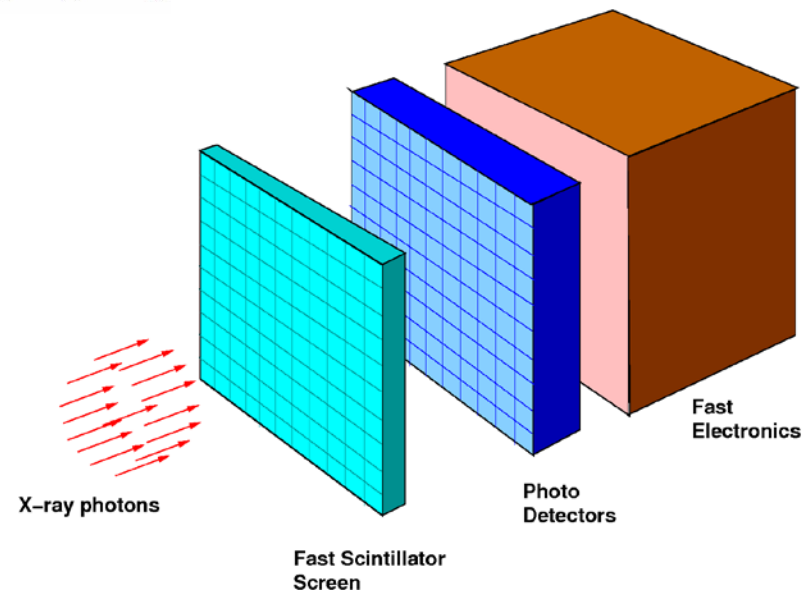 X-ray photons
Fast Scintillator
Screen
Photo
Detectors
Fast
Electronics